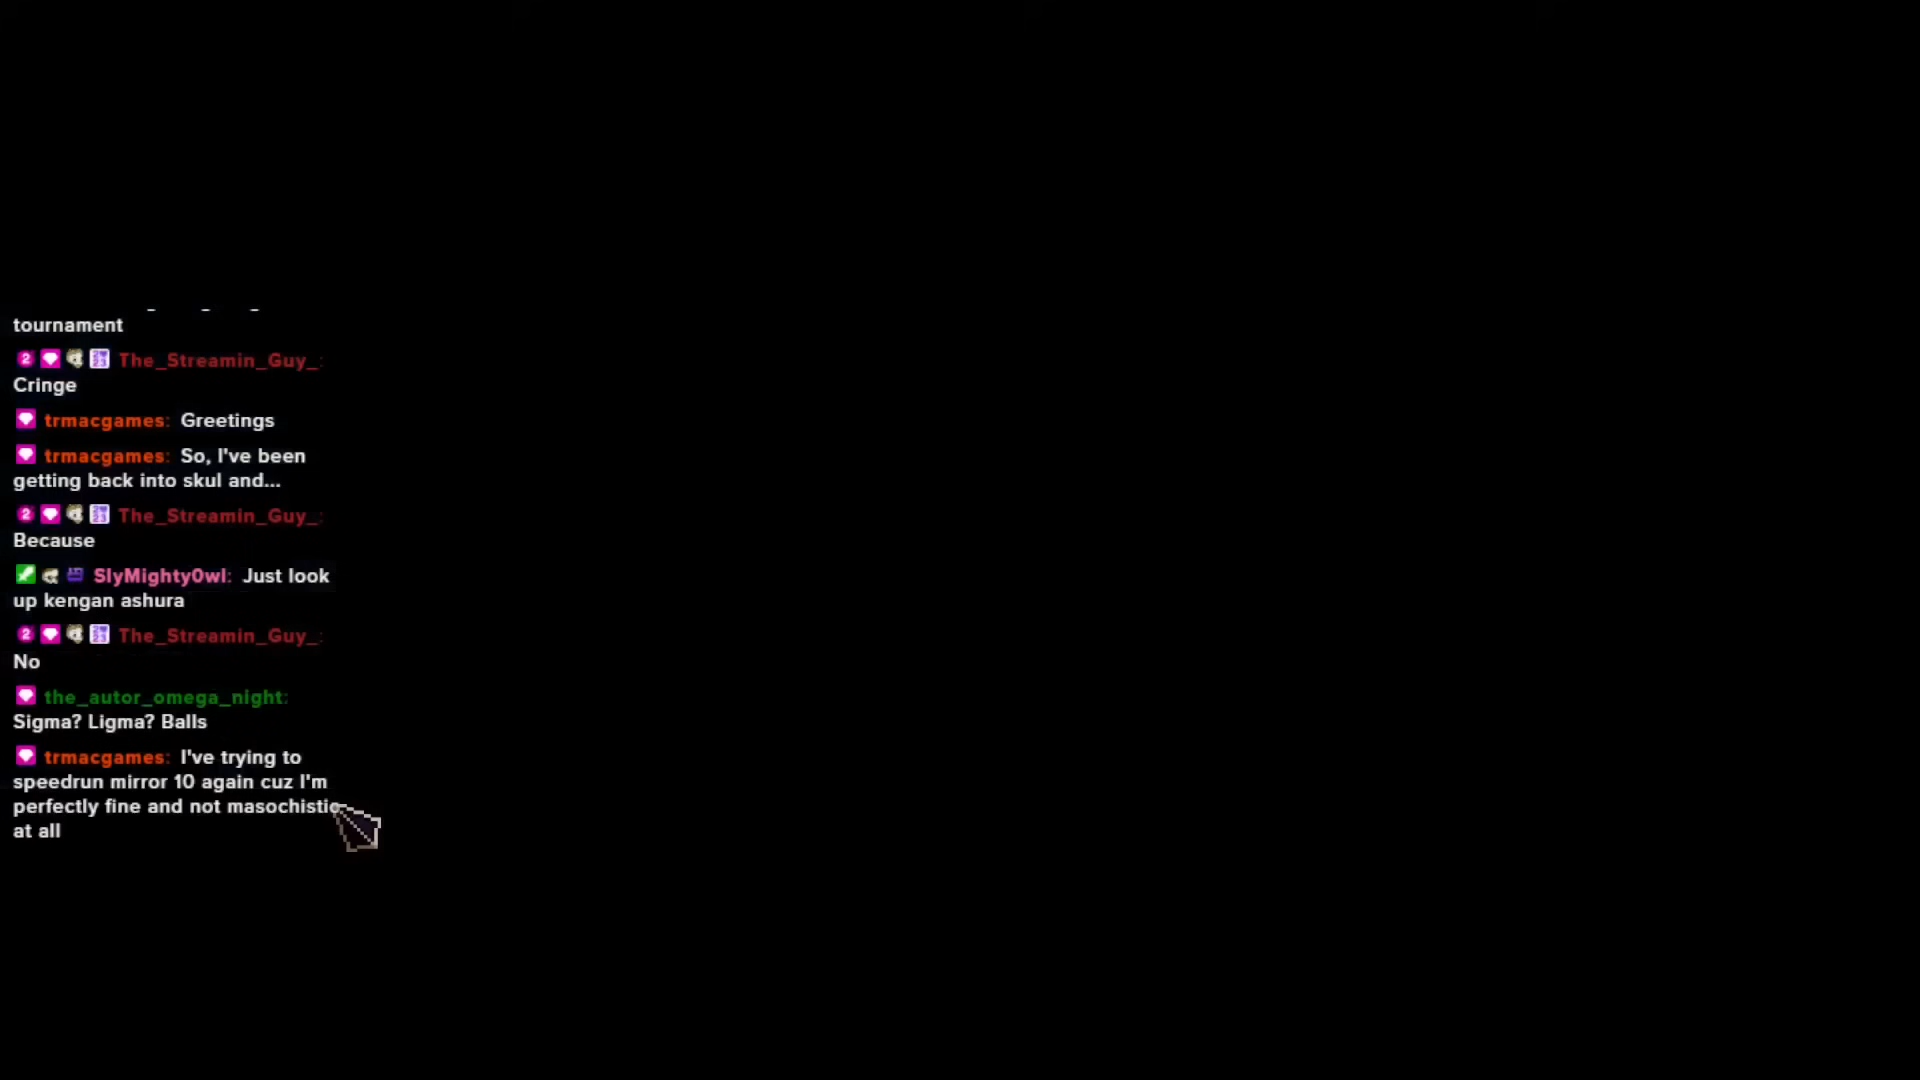 tournament
The_Streamin_Guy_:
Cringe
trmacgames: Greetings
trmacgames: So, I've been
getting back into skul and...
The_Streamin_Guy_:
Because
SlyMighty0wl: Just look
up kengan ashura
The_Streamin_Guy_:
No
the_autor_omega_night:
Sigma? Ligma? Balls
trmacgames: I've trying to
speedrun mirror 10 again cuz I'm
perfectly fine and not masochistic
at all